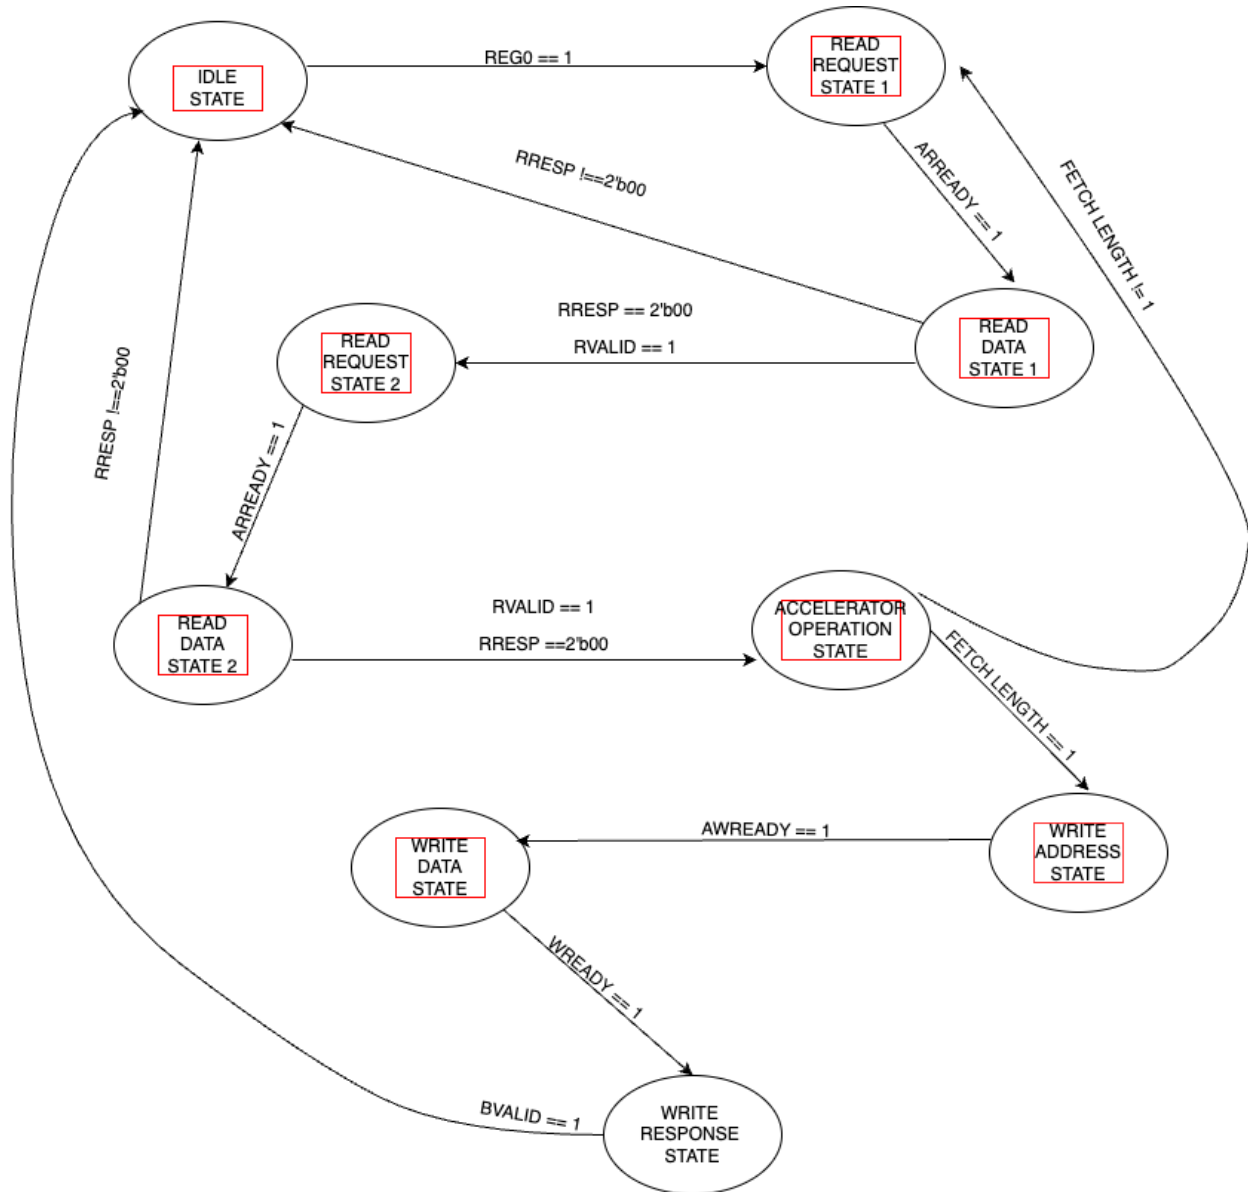 IDLE
STATE
REG0 == 1
READ
REQUEST
STATE 1
RRESP !==2'b00
ARREADY == 1
FETCH LENGTH != 1
RRESP == 2'b00
RVALID == 1
READ
DATA
STATE 1
READ
REQUEST
STATE 2
RRESP !==2'b00
ARREADY == 1
READ
DATA
STATE 2
RVALID == 1
RRESP ==2'b00
ACCELERATOR
OPERATION
STATE
FETCH LENGTH == 1
AWREADY == 1
WRITE
ADDRESS
STATE
WRITE
DATA
STATE
WREADY == 1
BVALID == 1
WRITE
RESPONSE
STATE